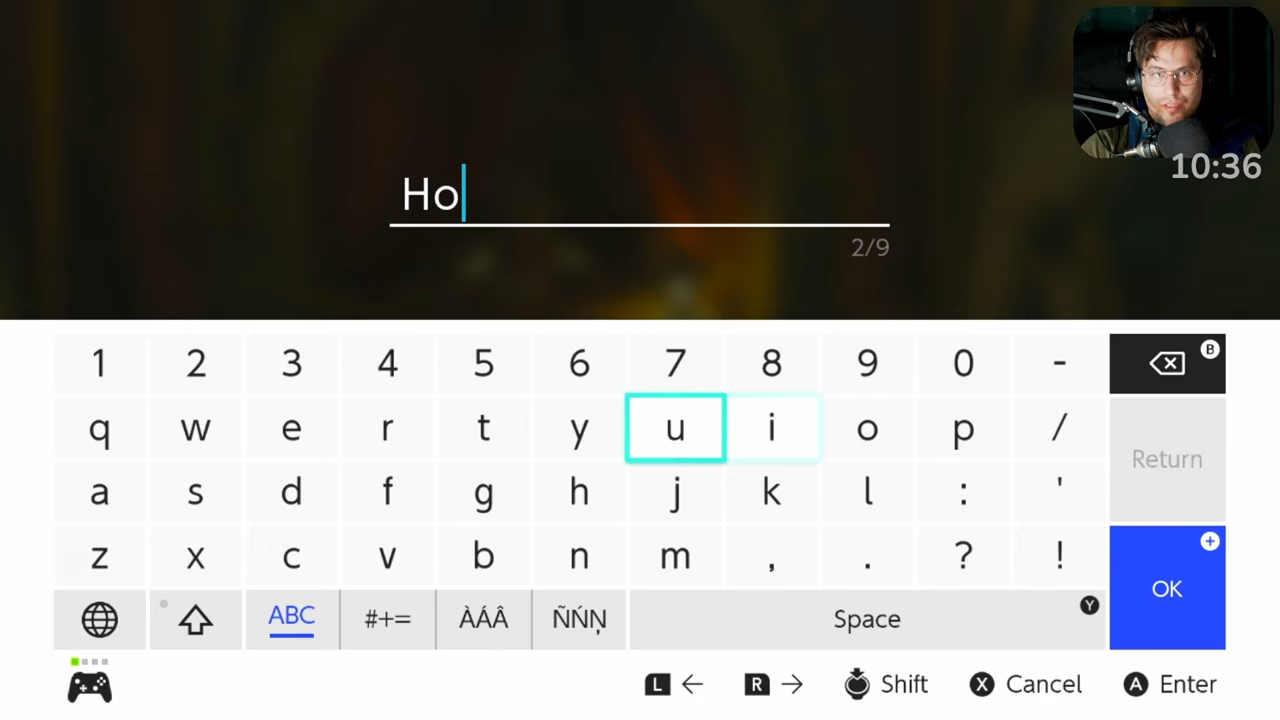 10:36
Ho
2/9
1 2 3 4 5 6 7 8 9 0 - B
q w e r t y u i o p /
Return
a s d f g h j k l : '
z x c v b n m , . ? ! +
OK
ABC #+= ÀÁÂ ÑŃŅ Space Y
L ← R → Shift X Cancel A Enter